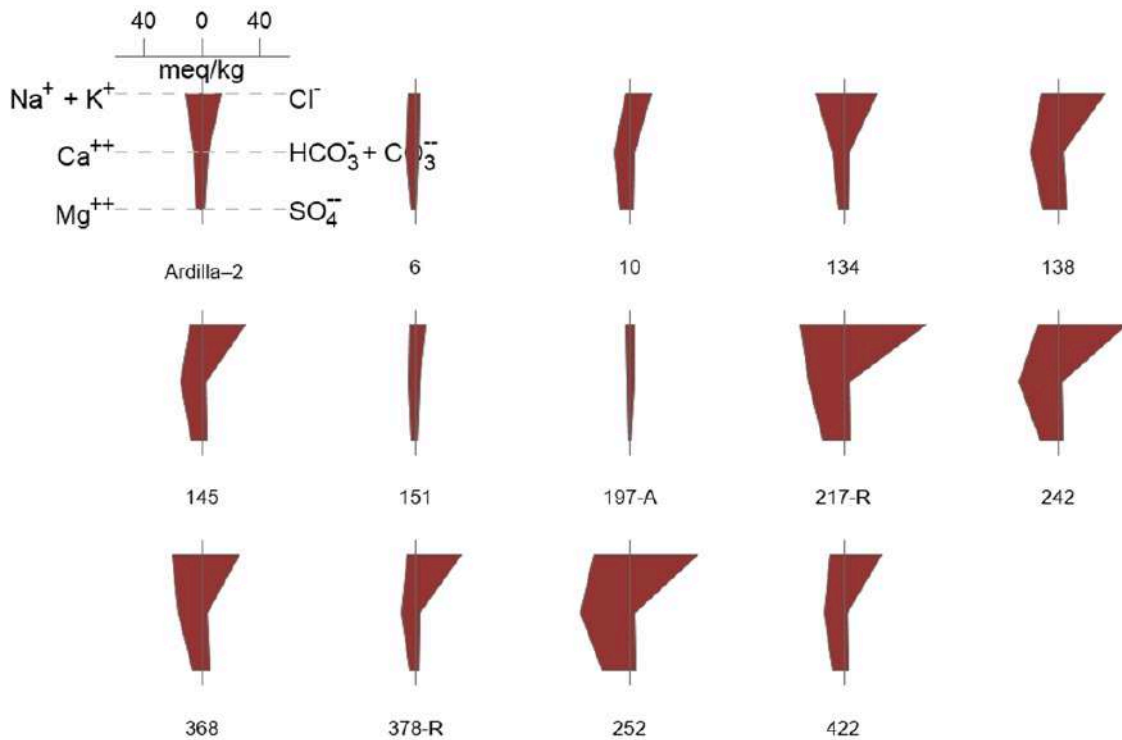 40 0 40
meq/kg
Na⁺ + K⁺ Cl⁻
Ca⁺⁺ HCO₃⁻ + CO₃⁻⁻
Mg⁺⁺ SO₄⁻⁻
Ardilla–2 6 10 134 138
145 151 197-A 217-R 242
368 378-R 252 422